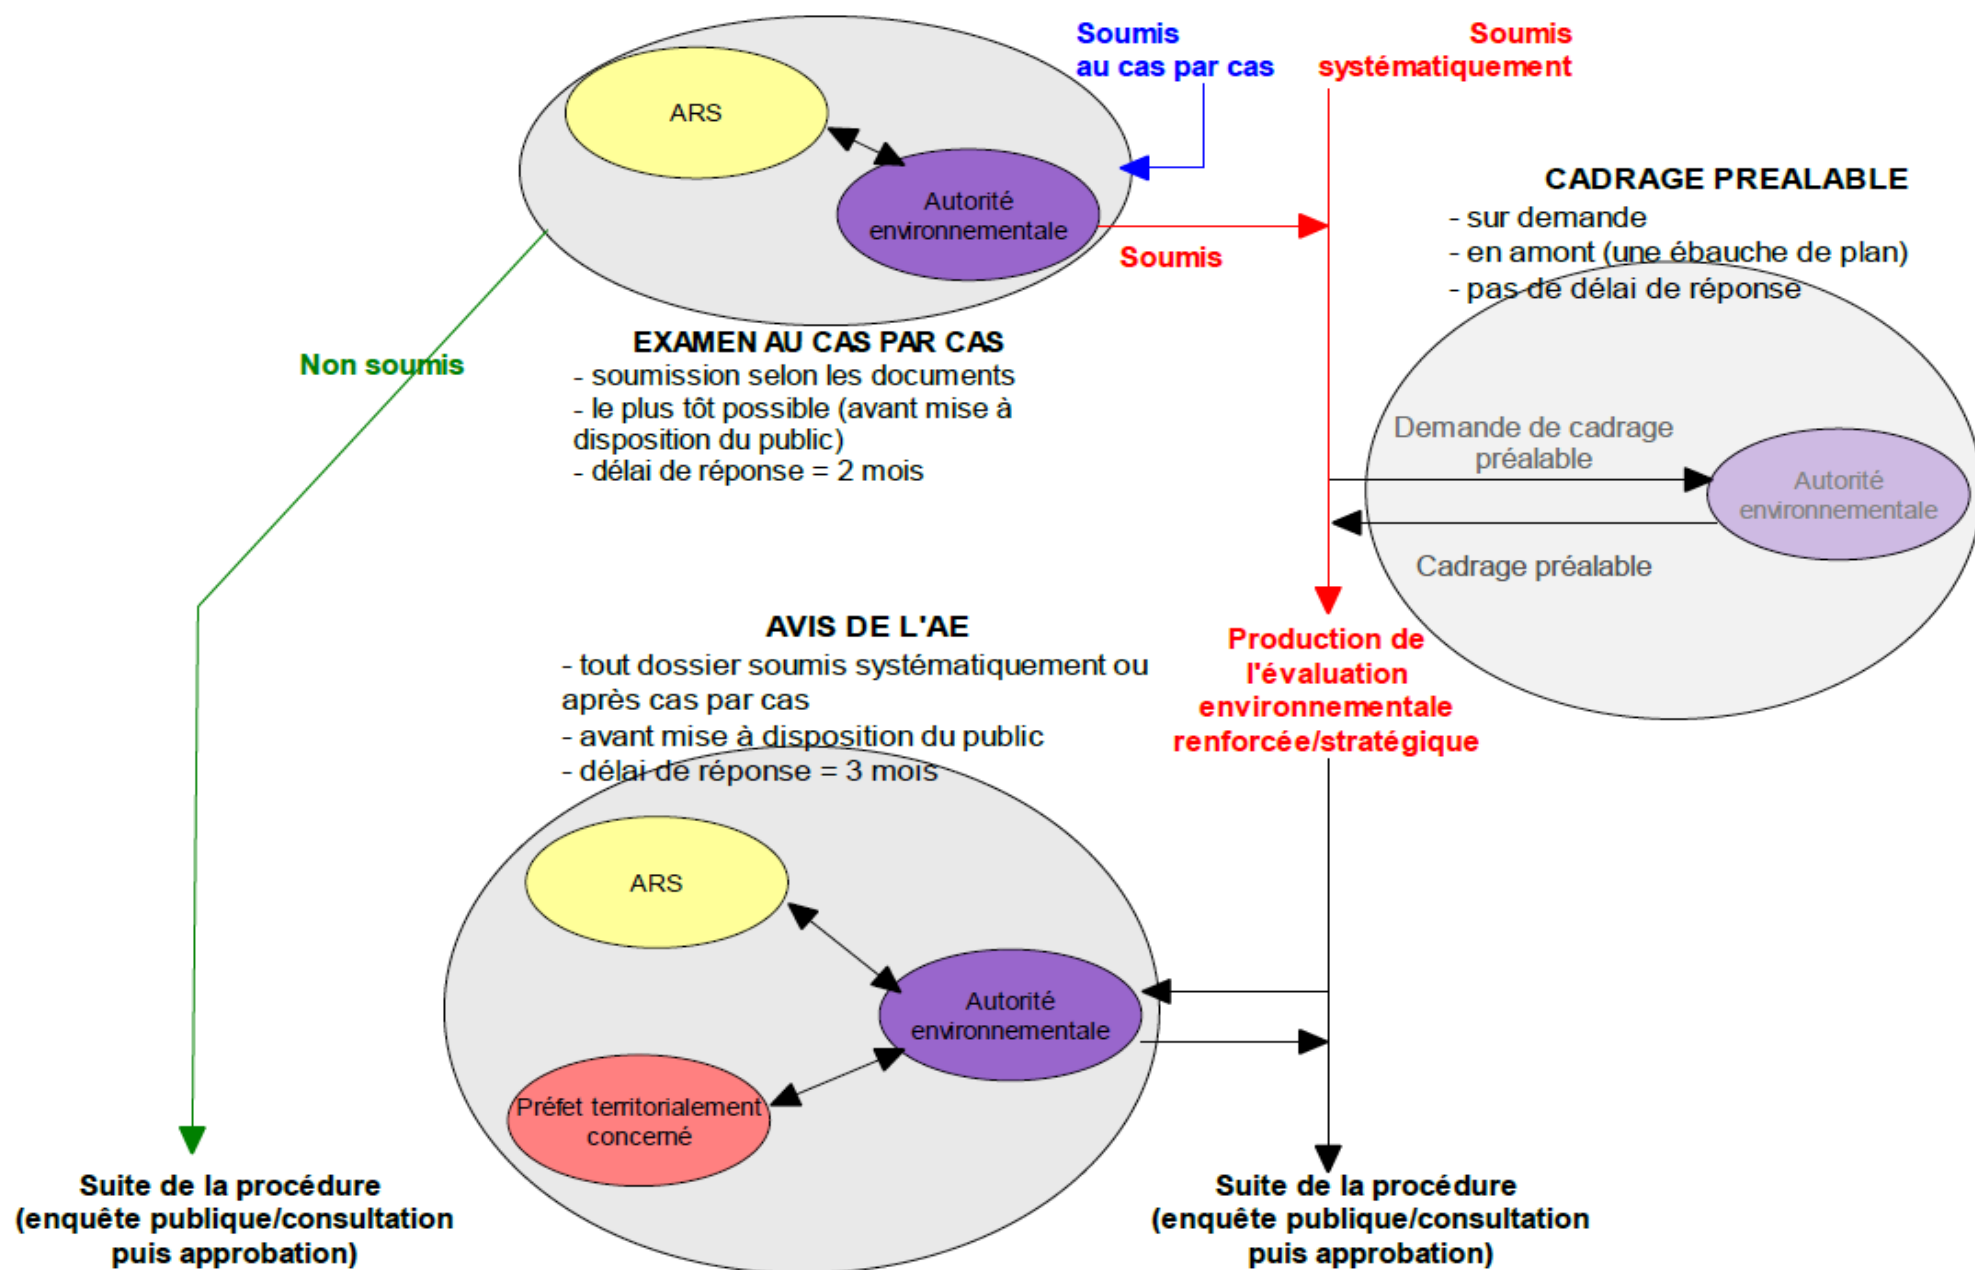 Soumis
au cas par cas
Soumis
systématiquement
ARS
Autorité
environnementale
Soumis
CADRAGE PREALABLE
- sur demande
- en amont (une ébauche de plan)
- pas de délai de réponse
EXAMEN AU CAS PAR CAS
- soumission selon les documents
- le plus tôt possible (avant mise à
disposition du public)
- délai de réponse = 2 mois
Non soumis
Demande de cadrage
préalable
Autorité
environnementale
Cadrage préalable
AVIS DE L'AE
- tout dossier soumis systématiquement ou
après cas par cas
- avant mise à disposition du public
- délai de réponse = 3 mois
Production de
l'évaluation
environnementale
renforcée/stratégique
ARS
Autorité
environnementale
Préfet territorialement
concerné
Suite de la procédure
(enquête publique/consultation
puis approbation)
Suite de la procédure
(enquête publique/consultation
puis approbation)